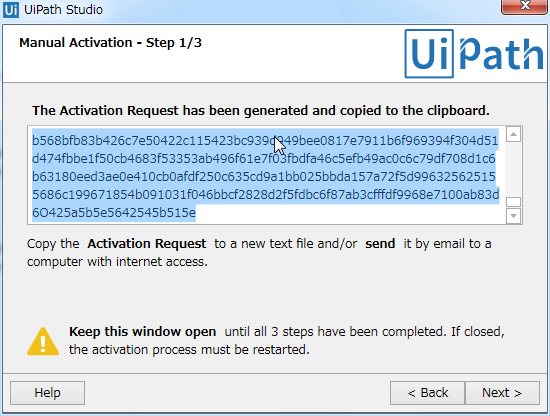 UiPath Studio
Manual Activation - Step 1/3
UiPath
The Activation Request has been generated and copied to the clipboard.
b568bfb83b426c7e50422c115423bc939d949bee0817e7911b6f969394f304d51
d474fbbe1f50cb4683f53353ab496f61e7f03fbdfa46c5efb49ac0c6c79df708d1c6
b63180eed3ae0e410cb0afdf250c635cd9a1bb025bbda157a72f5d99632562515
5686c199671854b091031f046bbcf2828d2f5fdbc6f87ab3cfffdf9968e7100ab83d
60425a5b5e5642545b515e
Copy the Activation Request to a new text file and/or send it by email to a
computer with internet access.
Keep this window open until all 3 steps have been completed. If closed,
the activation process must be restarted.
Help
< Back
Next >